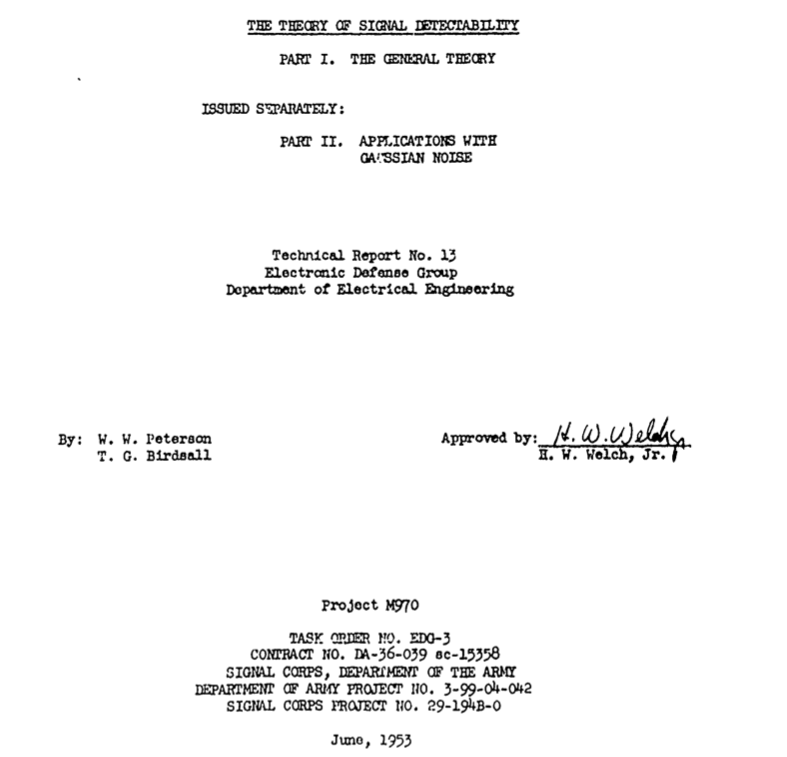 THE THEORY OF SIGNAL DETECTABILITY
PART I. THE GENERAL THEORY
ISSUED SEPARATELY:
PART II. APPLICATIONS WITH
GAUSSIAN NOISE
Technical Report No. 13
Electronic Defense Group
Department of Electrical Engineering
By: W. W. Peterson
T. G. Birdsall
Approved by: H. W. Welch, Jr.
H. W. Welch, Jr.
Project M970
TASK ORDER NO. EDG-3
CONTRACT NO. DA-36-039 sc-15358
SIGNAL CORPS, DEPARTMENT OF THE ARMY
DEPARTMENT OF ARMY PROJECT NO. 3-99-04-042
SIGNAL CORPS PROJECT NO. 29-194B-0
June, 1953